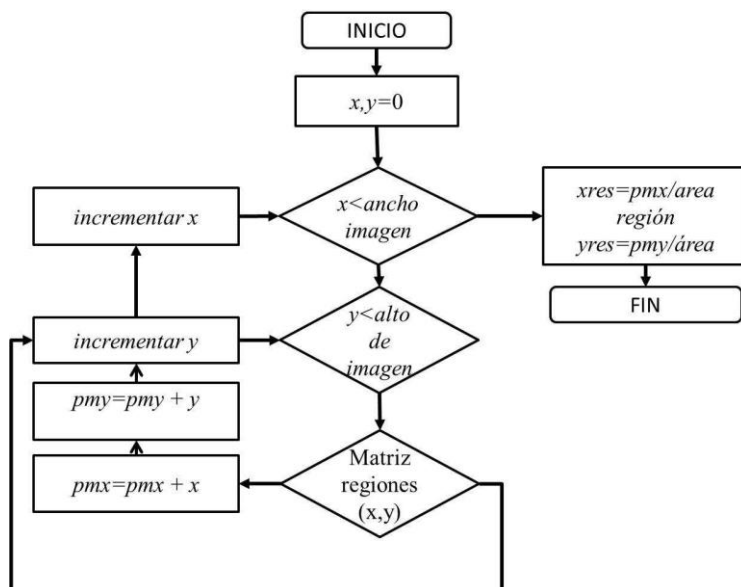 INICIO
x,y=0
x<ancho
imagen
incrementar x
xres=pmx/area
región
yres=pmy/área
FIN
y<alto
de
imagen
incrementar y
pmy=pmy + y
pmx=pmx + x
Matriz
regiones
(x,y)